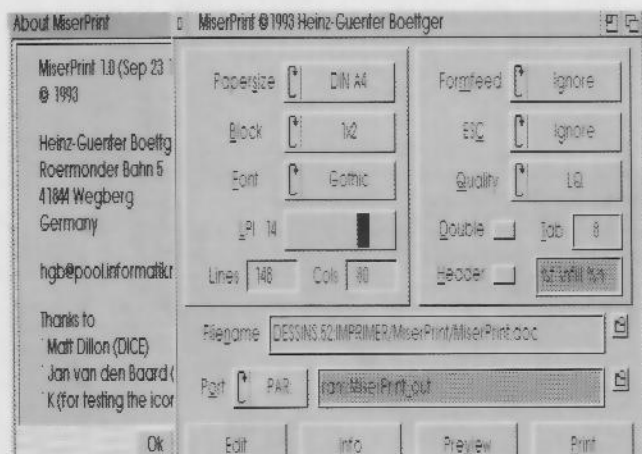 About MiserPrint
MiserPrint 1.0 (Sep 23
© 1993
Heinz-Guenter Boettg
Roermonder Bahn 5
41844 Wegberg
Germany
hgb@pool.informatik.r
Thanks to
Matt Dillon (DICE)
Jan van den Baard (
K (for testing the icor
Ok
MiserPrint © 1993 Heinz-Guenter Boettger
Papersize DIN A4
Block 1x2
Font Gothic
LPI 14
Lines 148 Cols 80
Formfeed Ignore
ESC Ignore
Quality LQ
Double Tab 8
Header
Filename DESSINS.52:IMPRIMER/MiserPrint/MiserPrint.doc
Port PAR ram:MiserPrint_out
Edit Info Preview Print